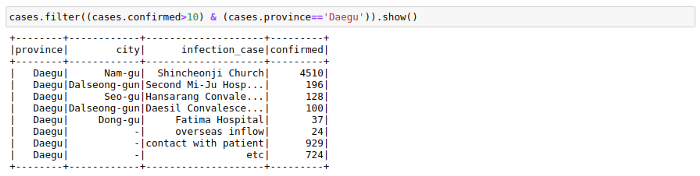 cases.filter((cases.confirmed>10) & (cases.province=='Daegu')).show()
+--------+------------+--------------------+---------+
|province|        city|      infection_case|confirmed|
+--------+------------+--------------------+---------+
|   Daegu|      Nam-gu|  Shincheonji Church|     4510|
|   Daegu|Dalseong-gun|Second Mi-Ju Hosp...|      196|
|   Daegu|      Seo-gu|Hansarang Convale...|      128|
|   Daegu|Dalseong-gun|Daesil Convalesce...|      100|
|   Daegu|     Dong-gu|     Fatima Hospital|       37|
|   Daegu|           -|     overseas inflow|       24|
|   Daegu|           -|contact with patient|      929|
|   Daegu|           -|                 etc|      724|
+--------+------------+--------------------+---------+